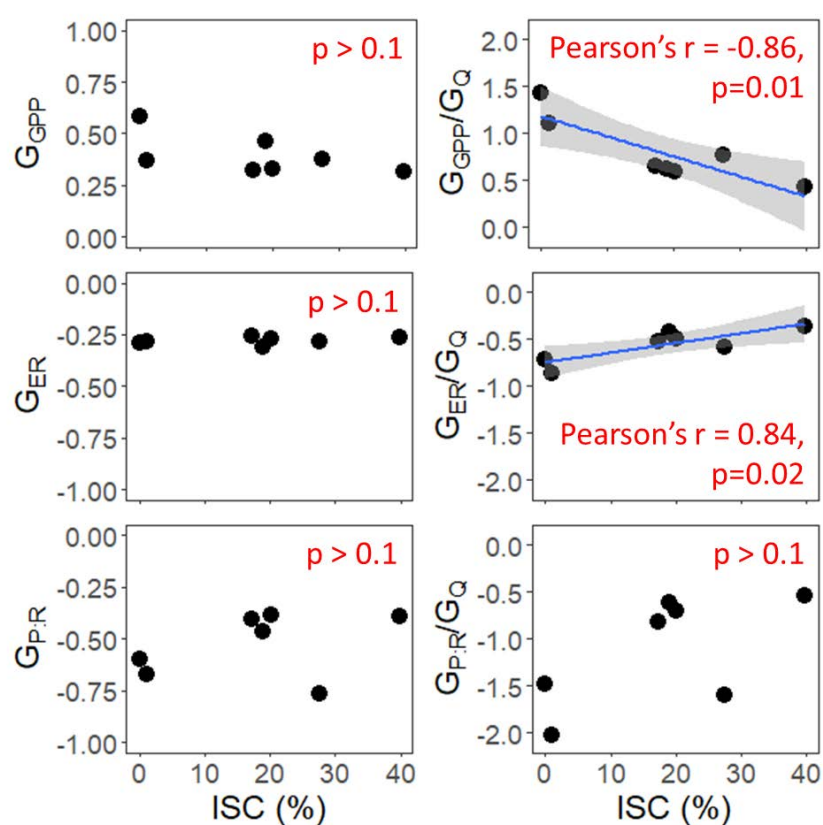 1.00
0.75
0.50
0.25
0.00
G_GPP
p > 0.1
2.0
1.5
1.0
0.5
0.0
G_GPP/G_Q
Pearson’s r = -0.86,
p=0.01
0.00
-0.25
-0.50
-0.75
-1.00
G_ER
p > 0.1
0.0
-0.5
-1.0
-1.5
-2.0
G_ER/G_Q
Pearson’s r = 0.84,
p=0.02
0.00
-0.25
-0.50
-0.75
-1.00
G_P:R
p > 0.1
0 20 40
ISC (%)
0.0
-0.5
-1.0
-1.5
-2.0
G_P:R/G_Q
p > 0.1
0 10 20 30 40
ISC (%)